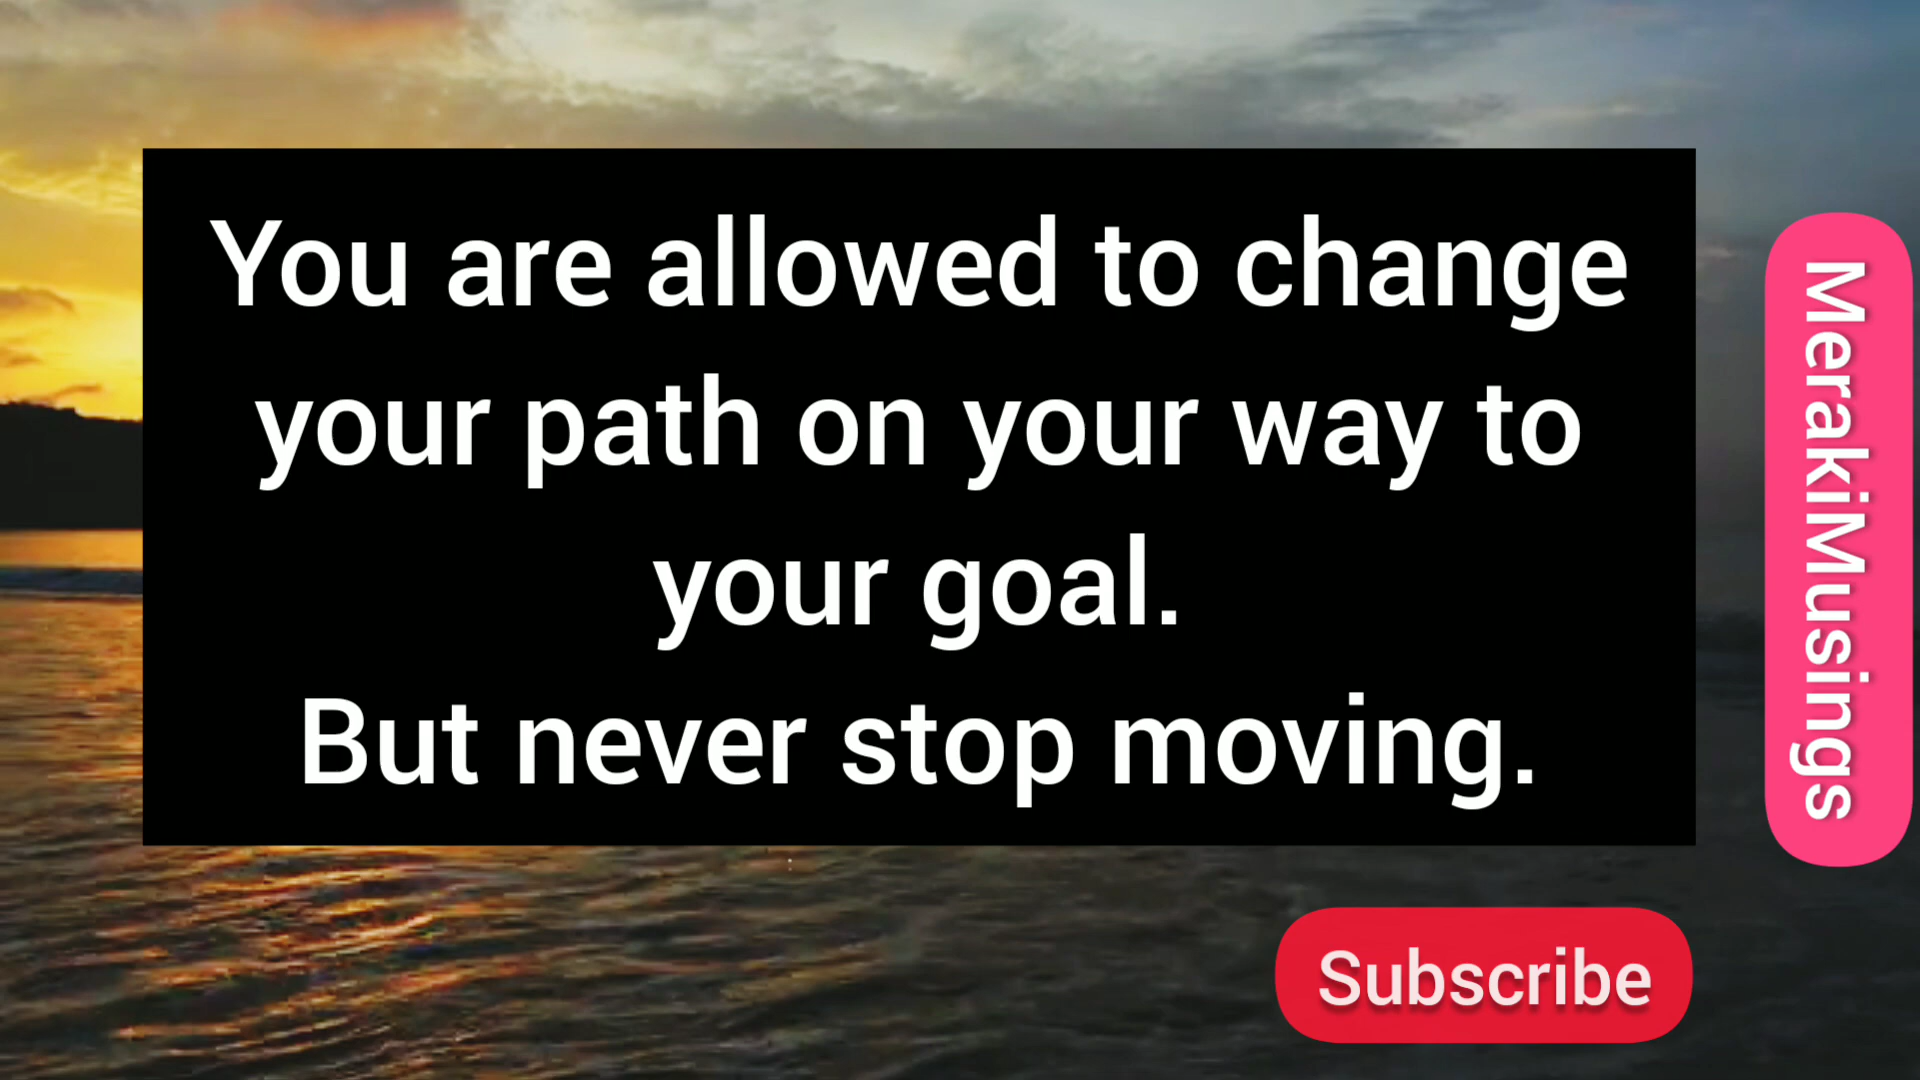 You are allowed to change
your path on your way to
your goal.
But never stop moving.
MerakiMusings
Subscribe